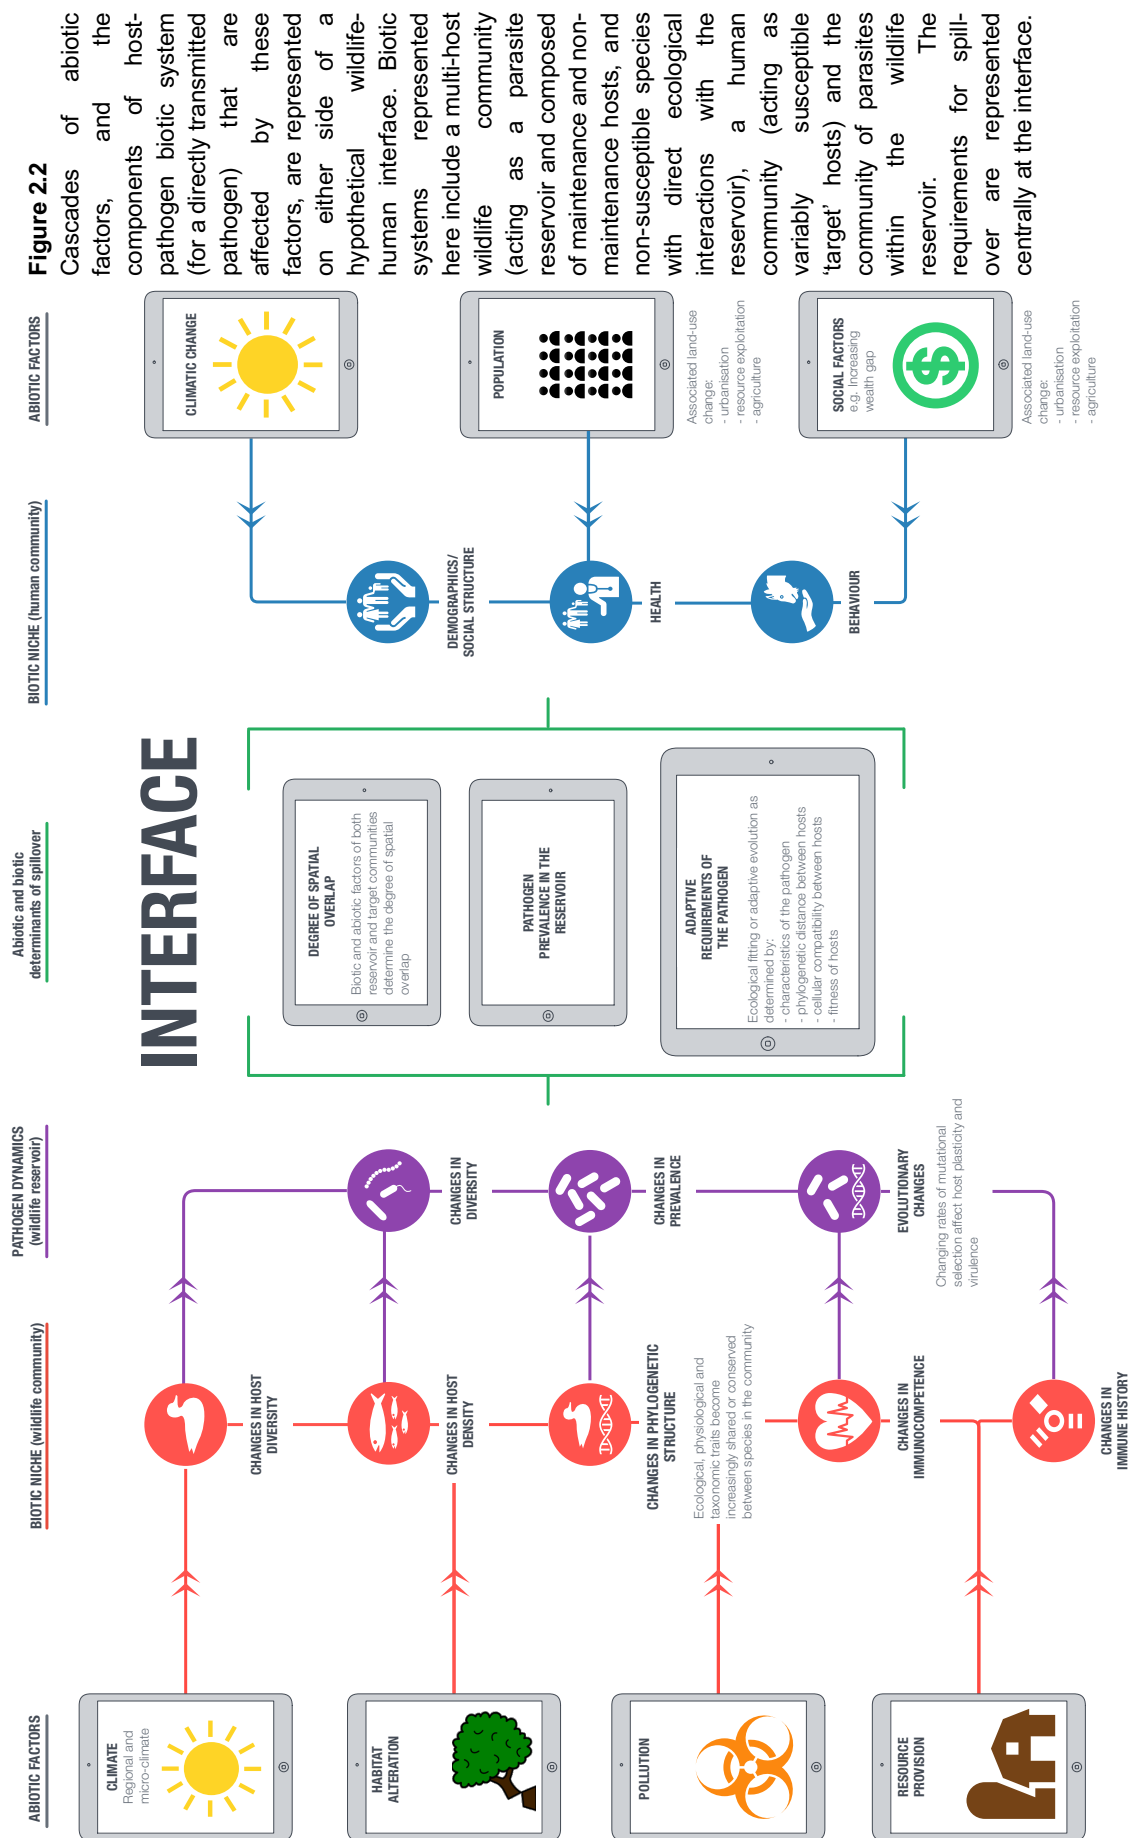 ABIOTIC FACTORS
BIOTIC NICHE (wildlife community)
PATHOGEN DYNAMICS
(wildlife reservoir)
Abiotic and biotic
determinants of spillover
BIOTIC NICHE (human community)
ABIOTIC FACTORS
CLIMATE
Regional and
micro-climate
HABITAT
ALTERATION
POLLUTION
RESOURCE
PROVISION
CHANGES IN HOST
DIVERSITY
CHANGES IN HOST
DENSITY
CHANGES IN PHYLOGENETIC
STRUCTURE
Ecological, physiological and
taxonomic traits become
increasingly shared or conserved
between species in the community
CHANGES IN
IMMUNOCOMPETENCE
CHANGES IN
IMMUNE HISTORY
CHANGES IN
DIVERSITY
CHANGES IN
PREVALENCE
EVOLUTIONARY
CHANGES
Changing rates of mutational
selection affect host plasticity and
virulence
INTERFACE
DEGREE OF SPATIAL
OVERLAP
Biotic and abiotic factors of both
reservoir and target communities
determine the degree of spatial
overlap
PATHOGEN
PREVALENCE IN THE
RESERVOIR
ADAPTIVE
REQUIREMENTS OF
THE PATHOGEN
Ecological fitting or adaptive evolution as
determined by:
- characteristics of the pathogen
- phylogenetic distance between hosts
- cellular compatibility between hosts
- fitness of hosts
DEMOGRAPHICS/
SOCIAL STRUCTURE
HEALTH
BEHAVIOUR
CLIMATIC CHANGE
POPULATION
Associated land-use
change:
- urbanisation
- resource exploitation
- agriculture
SOCIAL FACTORS
e.g. Increasing
wealth gap
$
Associated land-use
change:
- urbanisation
- resource exploitation
- agriculture
Figure 2.2
Cascades of abiotic
factors, and the
components of host-
pathogen biotic system
(for a directly transmitted
pathogen) that are
affected by these
factors, are represented
on either side of a
hypothetical wildlife-
human interface. Biotic
systems represented
here include a multi-host
wildlife community
(acting as a parasite
reservoir and composed
of maintenance and non-
maintenance hosts, and
non-susceptible species
with direct ecological
interactions with the
reservoir), a human
community (acting as
variably susceptible
'target' hosts) and the
community of parasites
within the wildlife
reservoir. The
requirements for spill-
over are represented
centrally at the interface.